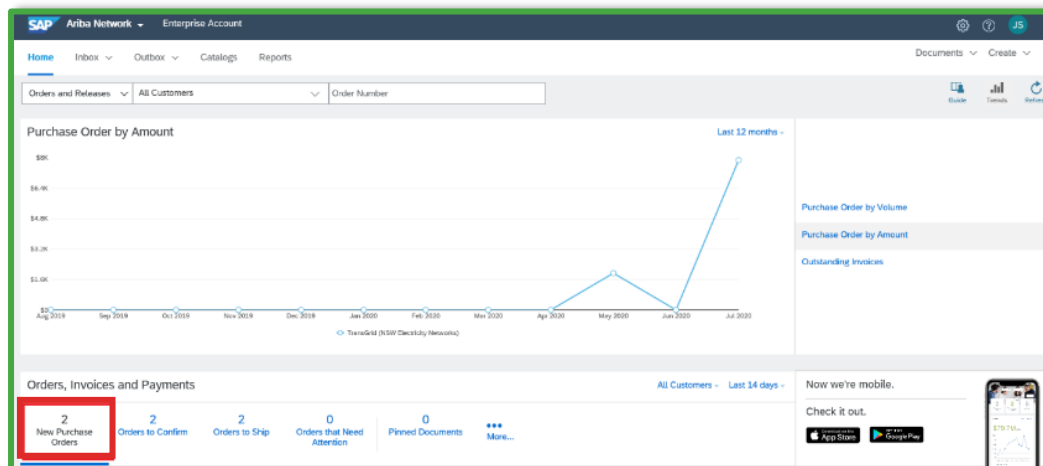 SAP Ariba Network Enterprise Account
JS
Home Inbox Outbox Catalogs Reports Documents Create
Orders and Releases All Customers Order Number
Guide Trends Refresh
Purchase Order by Amount Last 12 months
$8K
$6.4K
$4.8K
$3.2K
$1.6K
$0
Aug 2019 Sep 2019 Oct 2019 Nov 2019 Dec 2019 Jan 2020 Feb 2020 Mar 2020 Apr 2020 May 2020 Jun 2020 Jul 2020
TransGrid (NSW Electricity Networks)
Purchase Order by Volume
Purchase Order by Amount
Outstanding Invoices
Orders, Invoices and Payments All Customers Last 14 days
2 New Purchase Orders
2 Orders to Confirm
2 Orders to Ship
0 Orders that Need Attention
0 Pinned Documents
More...
Now we're mobile.
Check it out.
App Store
Google Play